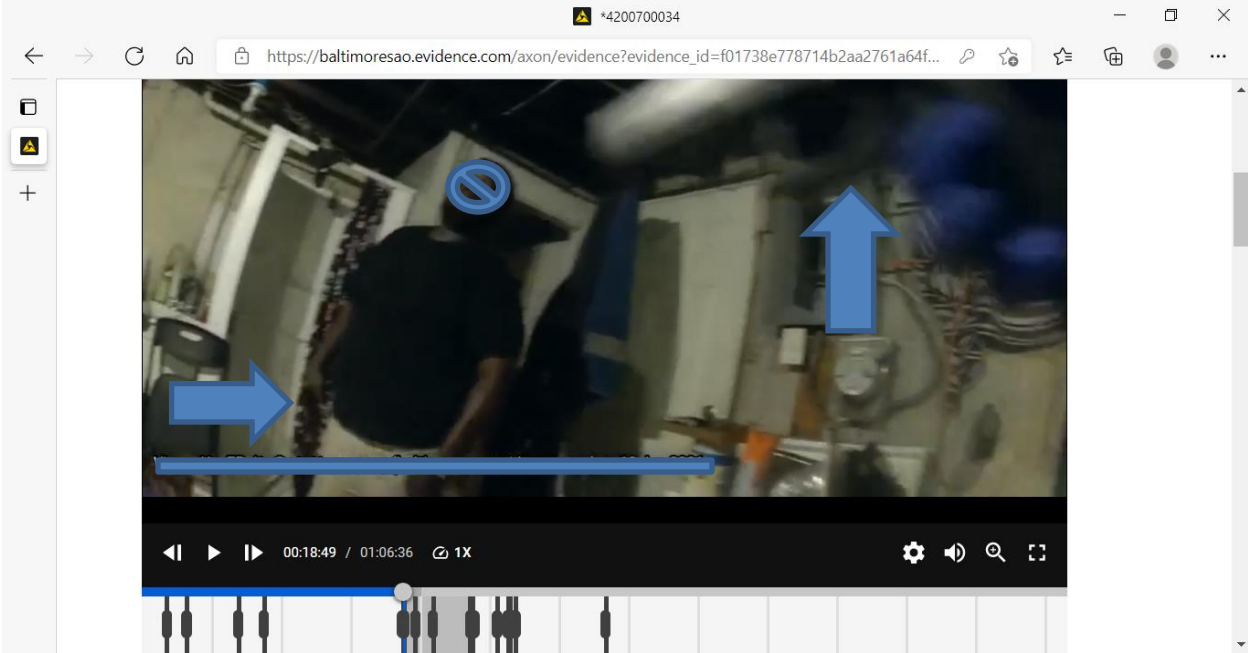 *4200700034
https://baltimoresao.evidence.com/axon/evidence?evidence_id=f01738e778714b2aa2761a64f...
00:18:49 / 01:06:36 1X